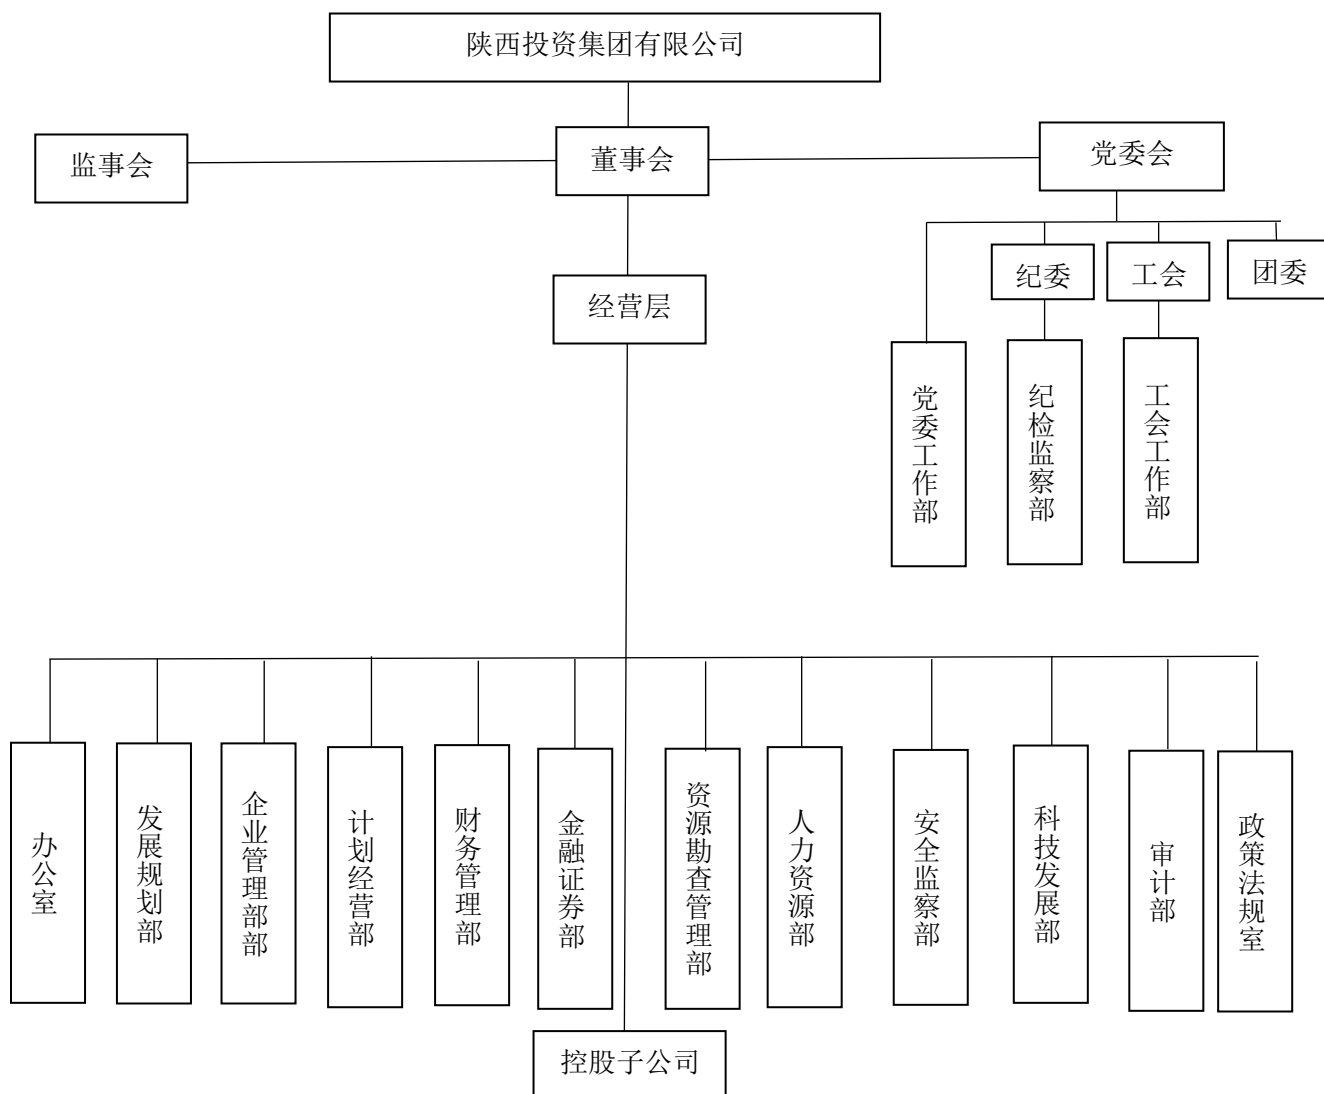 陕西投资集团有限公司
监事会
董事会
党委会
经营层
纪委
工会
团委
党委工作部
纪检监察部
工会工作部
办公室
发展规划部
企业管理部部
计划经营部
财务管理部
金融证券部
资源勘查管理部
人力资源部
安全监察部
科技发展部
审计部
政策法规室
控股子公司